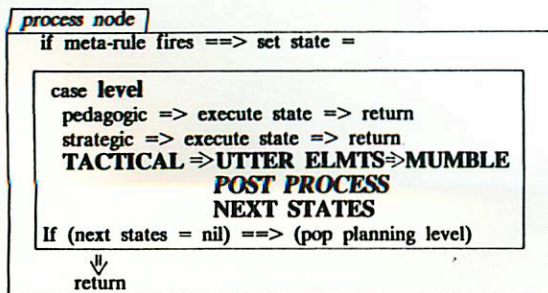 process node
if meta-rule fires ==> set state =
case level
pedagogic => execute state => return
strategic => execute state => return
TACTICAL =>UTTER ELMTS=>MUMBLE
POST PROCESS
NEXT STATES
If (next states = nil) ==> (pop planning level)
return